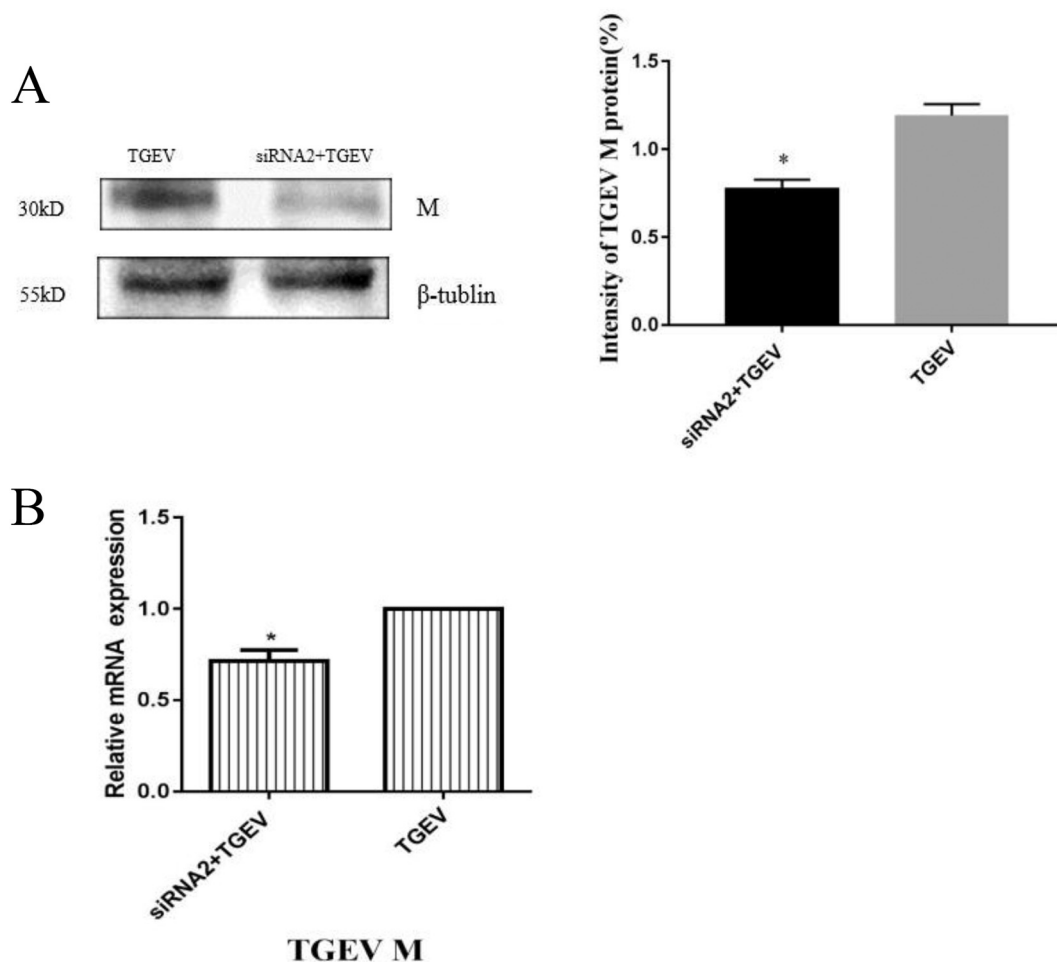 A
TGEV siRNA2+TGEV
30kD M
55kD β-tublin
Intensity of TGEV M protein(%)
1.5
1.0
*
0.5
0.0
siRNA2+TGEV TGEV
B
Relative mRNA expression
1.5
1.0
*
0.5
0.0
siRNA2+TGEV TGEV
TGEV M